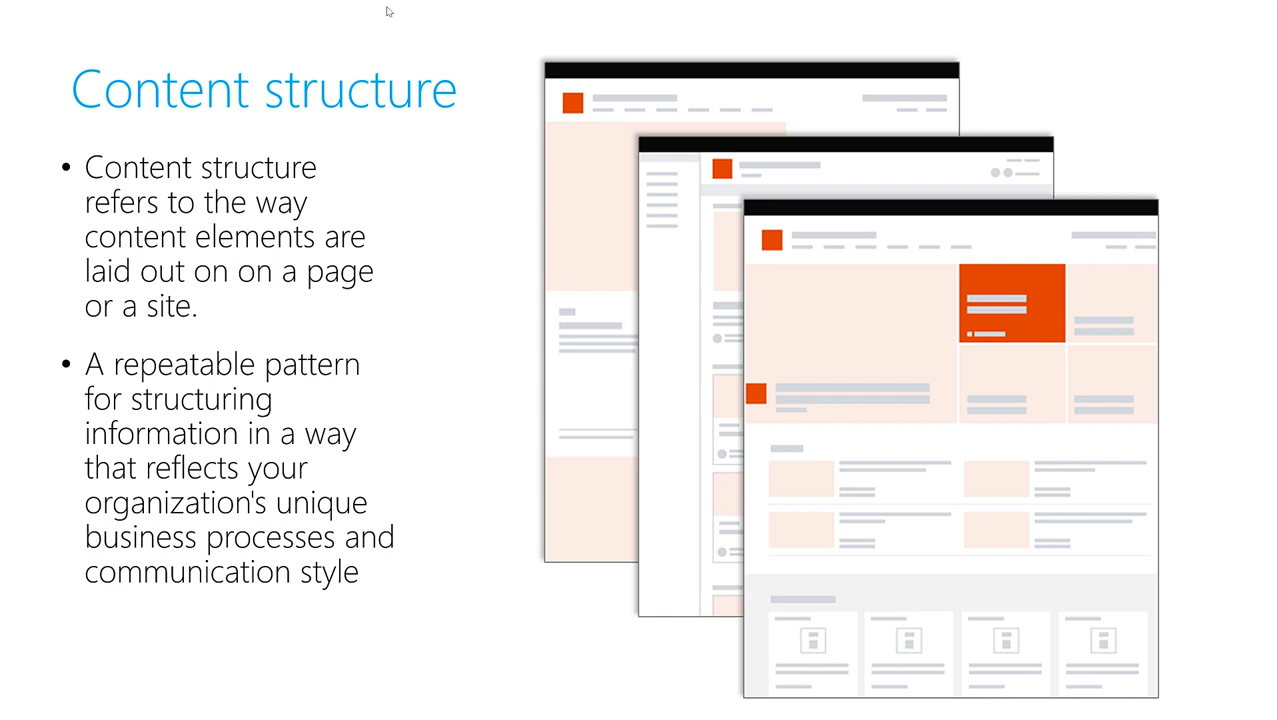 Content structure
• Content structure
refers to the way
content elements are
laid out on on a page
or a site.
• A repeatable pattern
for structuring
information in a way
that reflects your
organization's unique
business processes and
communication style